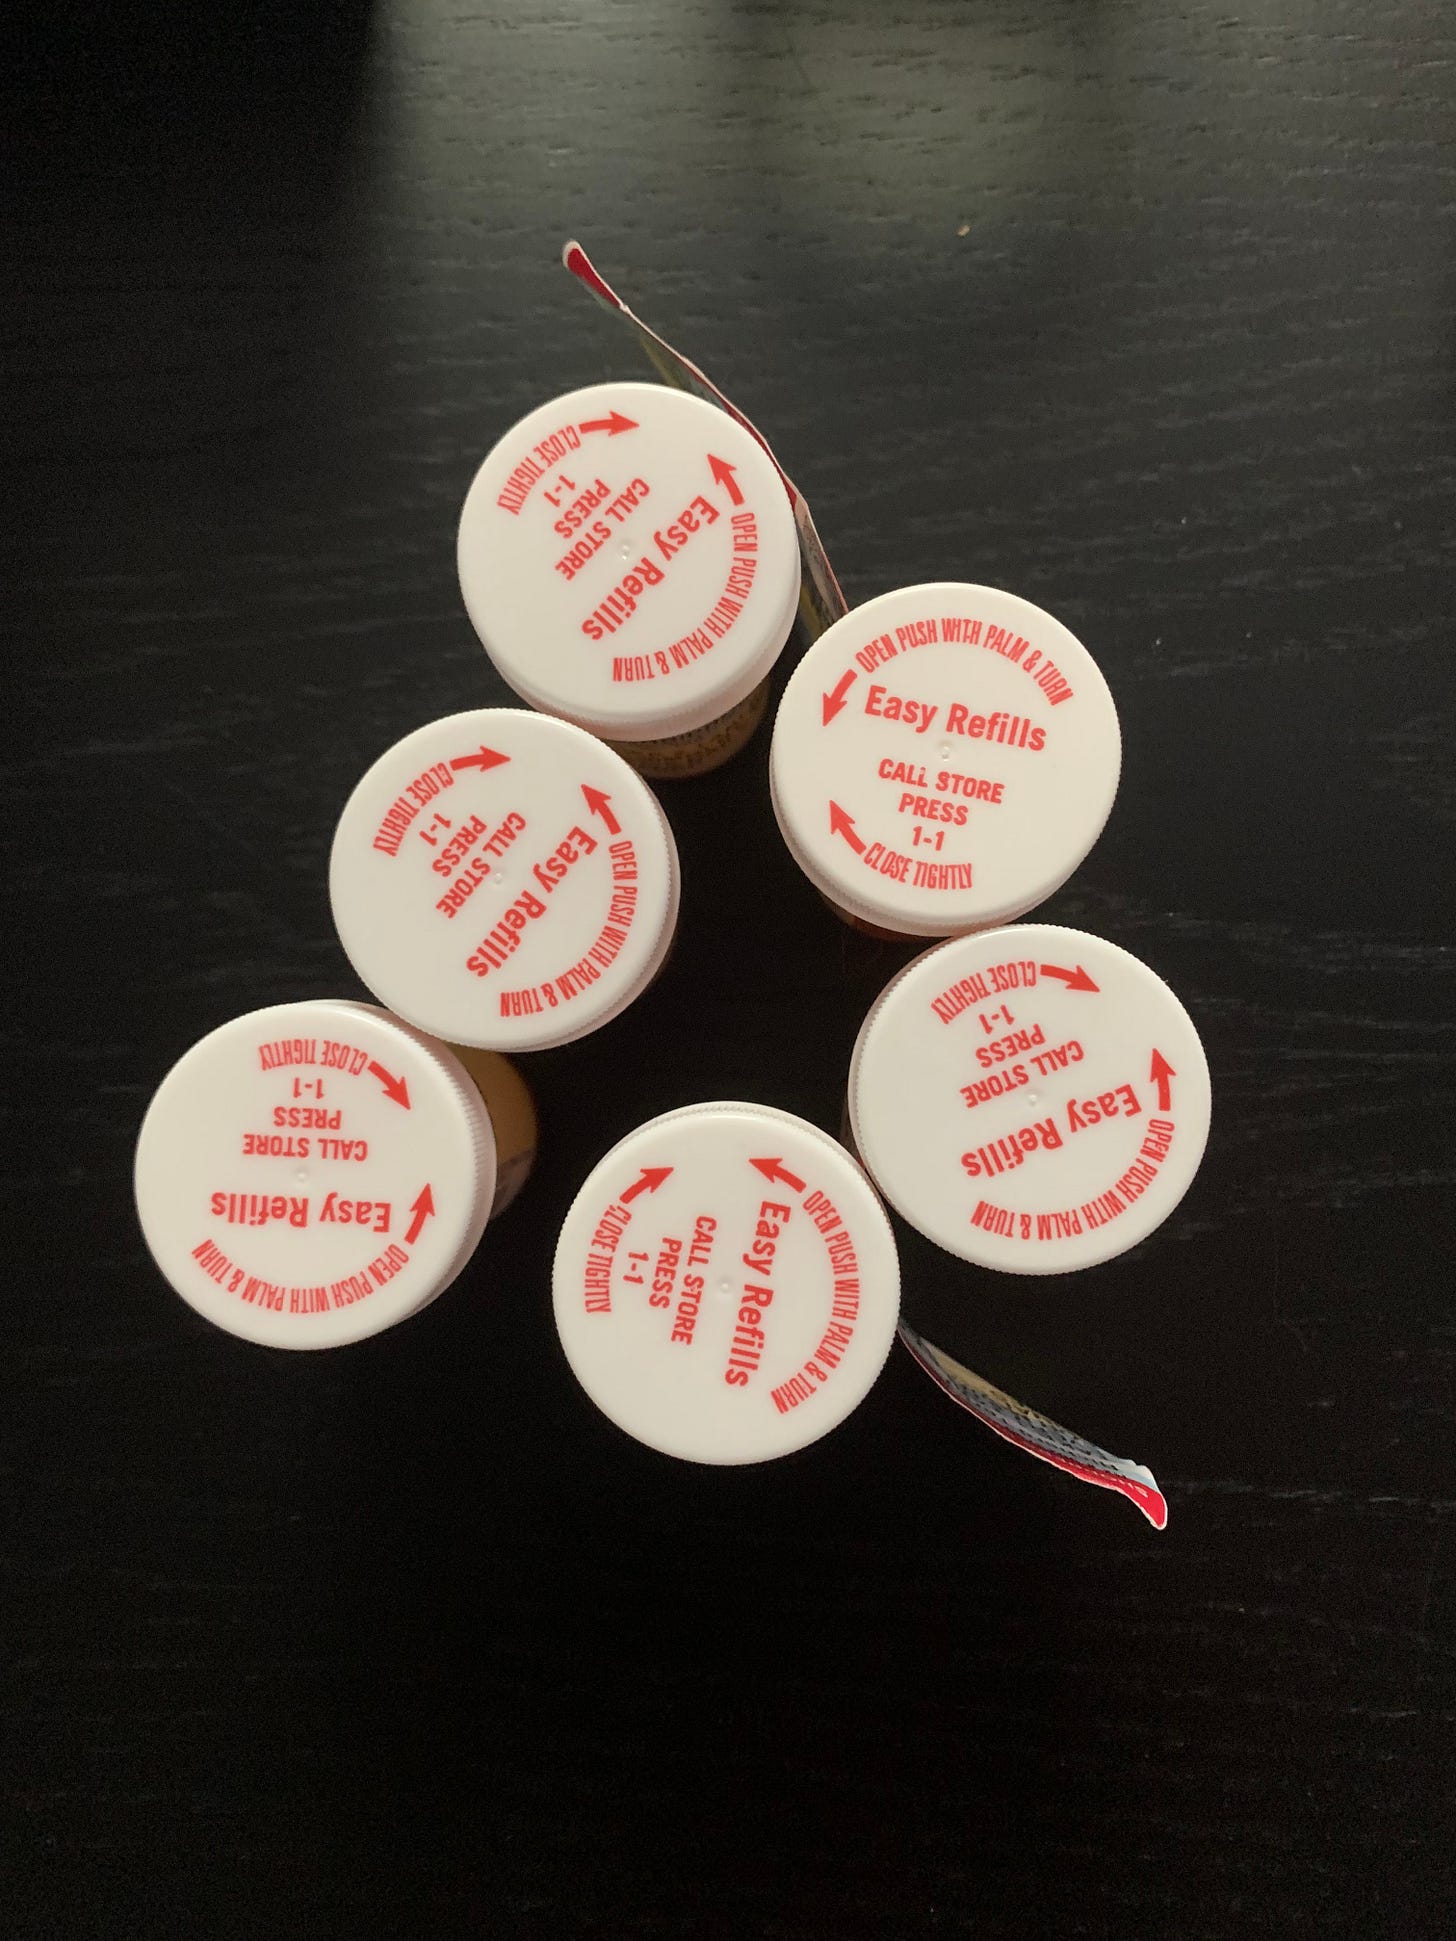 CLOSE TIGHTLY
1-1
PRESS
CALL STORE
Easy Refills
OPEN PUSH WITH PALM & TURN
OPEN PUSH WITH PALM & TURN
Easy Refills
CALL STORE
PRESS
1-1
CLOSE TIGHTLY
CLOSE TIGHTLY
1-1
PRESS
CALL STORE
Easy Refills
OPEN PUSH WITH PALM & TURN
CLOSE TIGHTLY
1-1
PRESS
CALL STORE
Easy Refills
OPEN PUSH WITH PALM & TURN
CLOSE TIGHTLY
1-1
PRESS
CALL STORE
Easy Refills
OPEN PUSH WITH PALM & TURN
CLOSE TIGHTLY
1-1
PRESS
CALL STORE
Easy Refills
OPEN PUSH WITH PALM & TURN